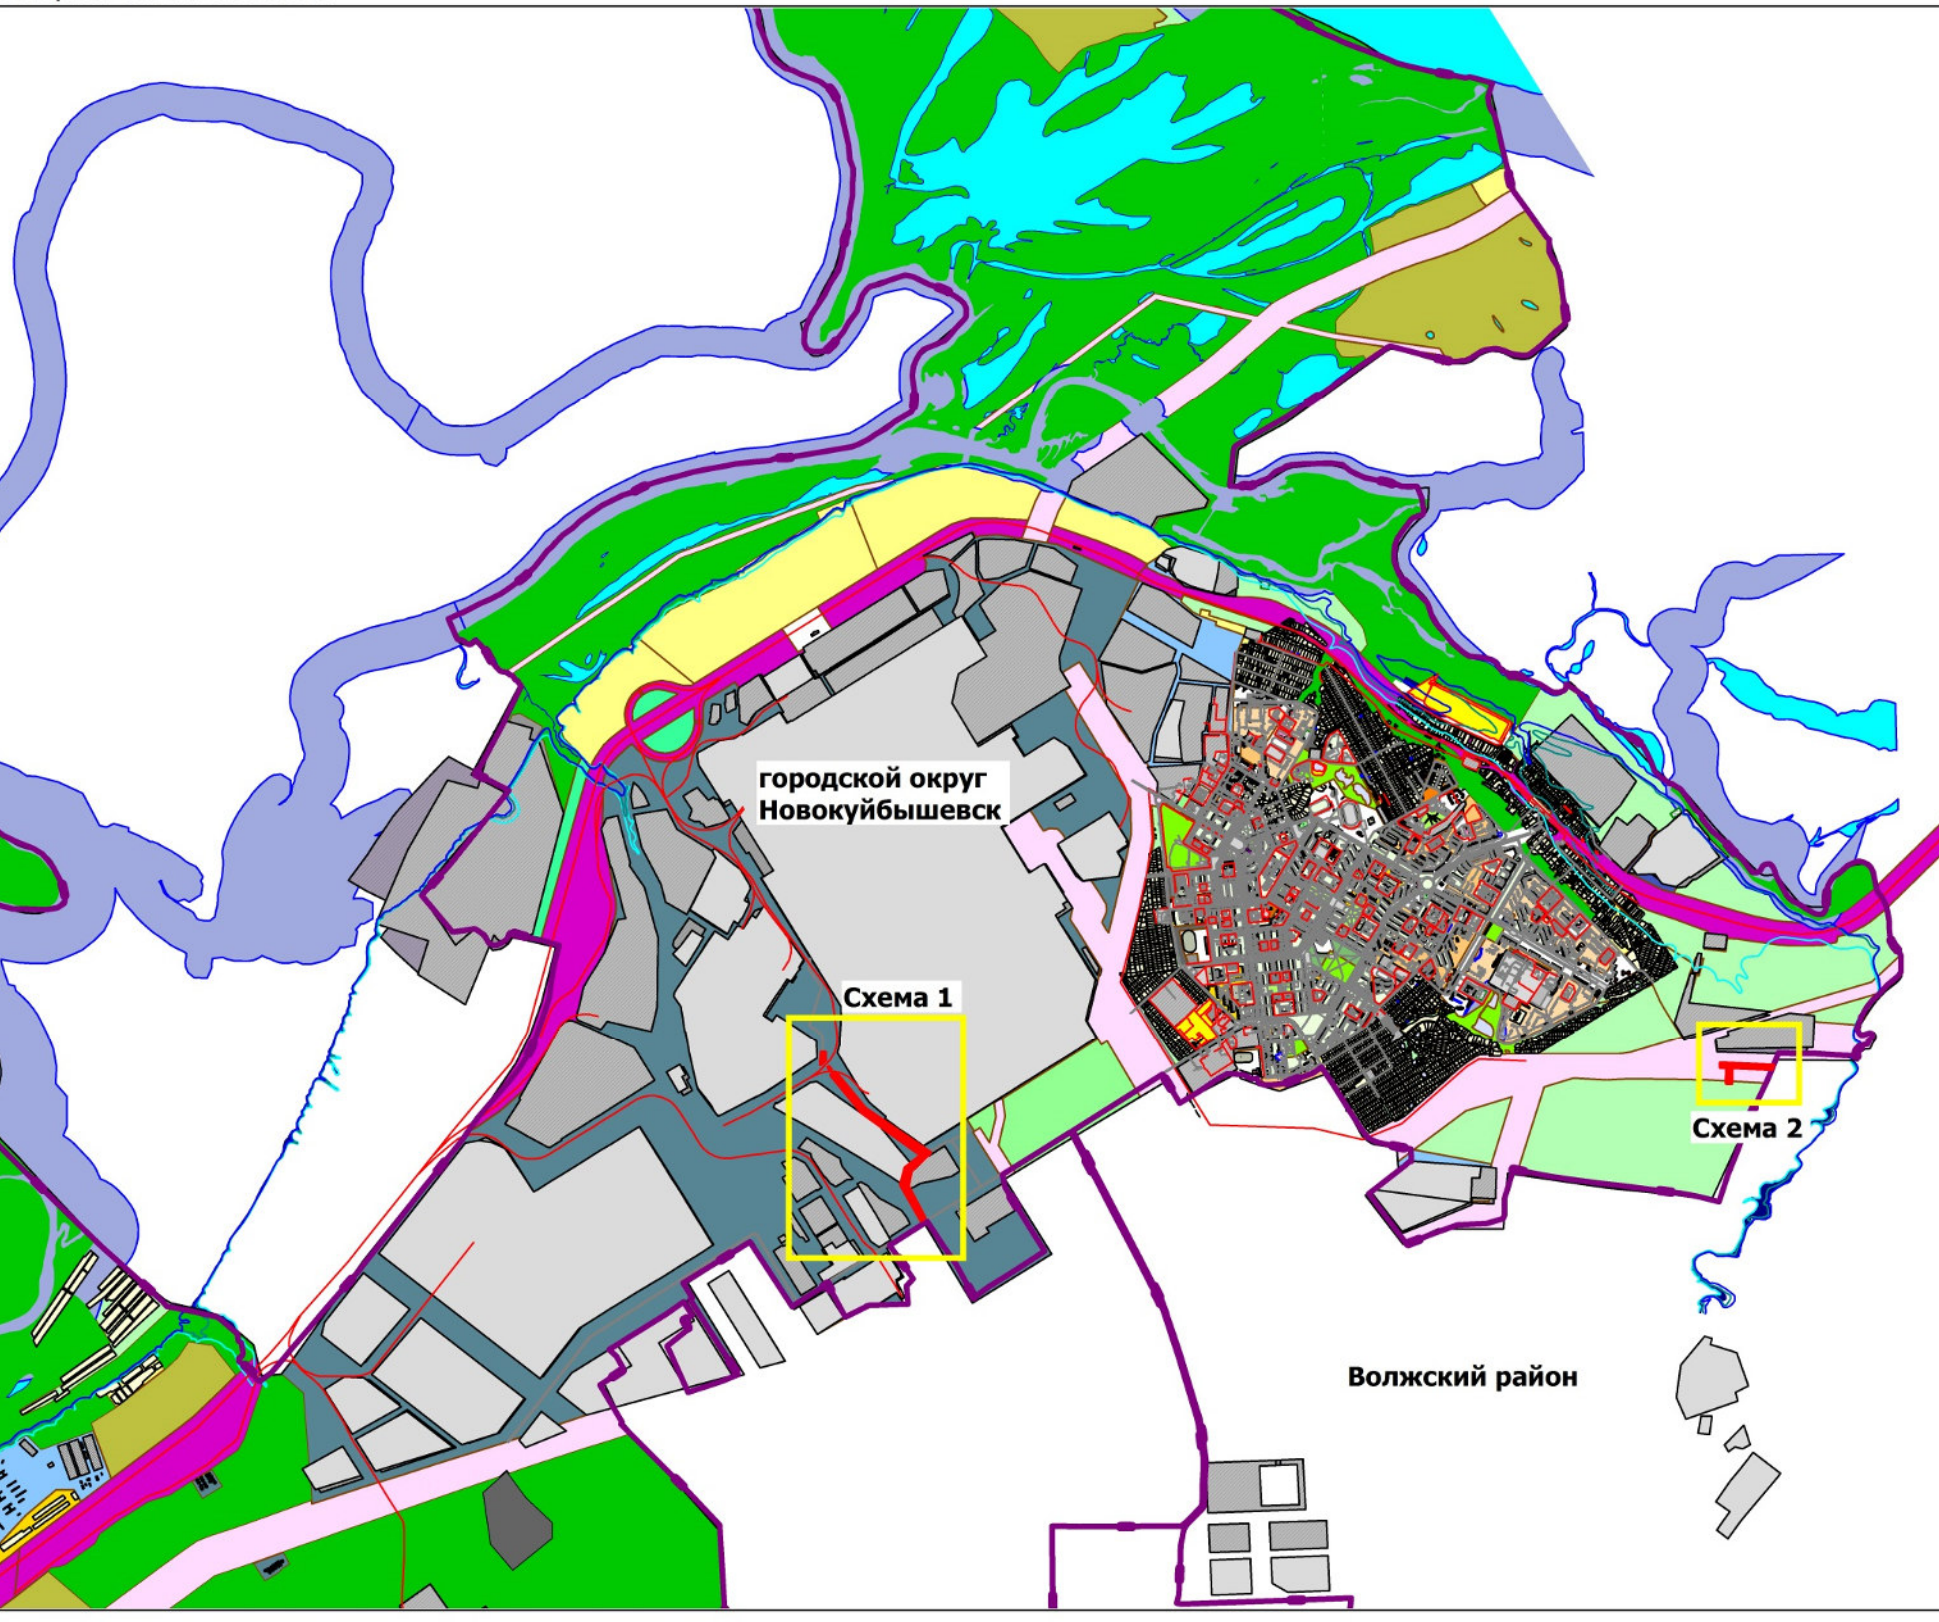 городской округ
Новокуйбышевск
Схема 1
Схема 2
Волжский район